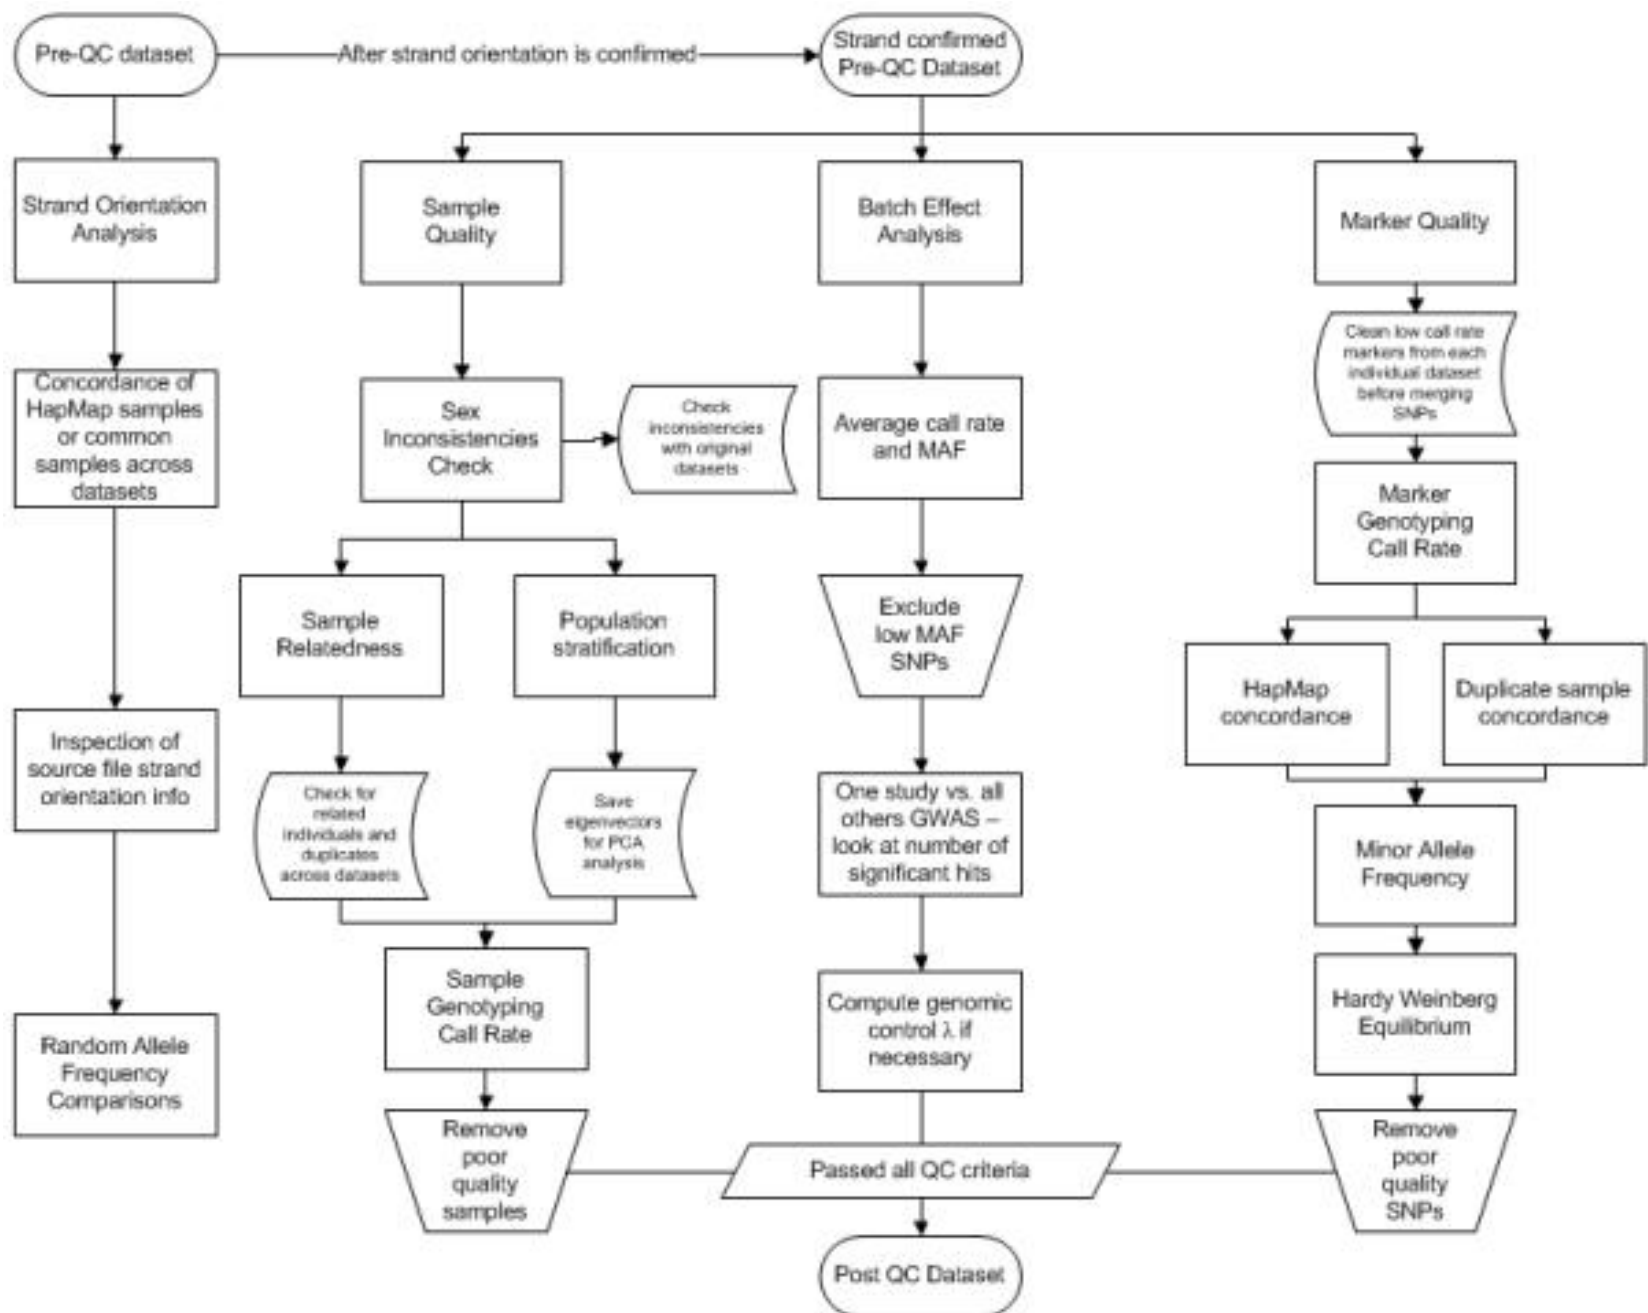 Pre-QC dataset
After strand orientation is confirmed
Strand confirmed
Pre-QC Dataset
Strand Orientation
Analysis
Sample
Quality
Batch Effect
Analysis
Marker Quality
Clean low call rate
markers from each
individual dataset
before merging
SNPs
Concordance of
HapMap samples
or common
samples across
datasets
Sex
Inconsistencies
Check
Check
inconsistencies
with original
datasets
Average call rate
and MAF
Marker
Genotyping
Call Rate
Sample
Relatedness
Population
stratification
Exclude
low MAF
SNPs
HapMap
concordance
Duplicate sample
concordance
Inspection of
source file strand
orientation info
Check for
related
individuals and
duplicates
across datasets
Save
eigenvectors
for PCA
analysis
One study vs. all
others GWAS –
look at number of
significant hits
Minor Allele
Frequency
Sample
Genotyping
Call Rate
Compute genomic
control λ if
necessary
Hardy Weinberg
Equilibrium
Random Allele
Frequency
Comparisons
Remove
poor
quality
samples
Passed all QC criteria
Remove
poor
quality
SNPs
Post QC Dataset